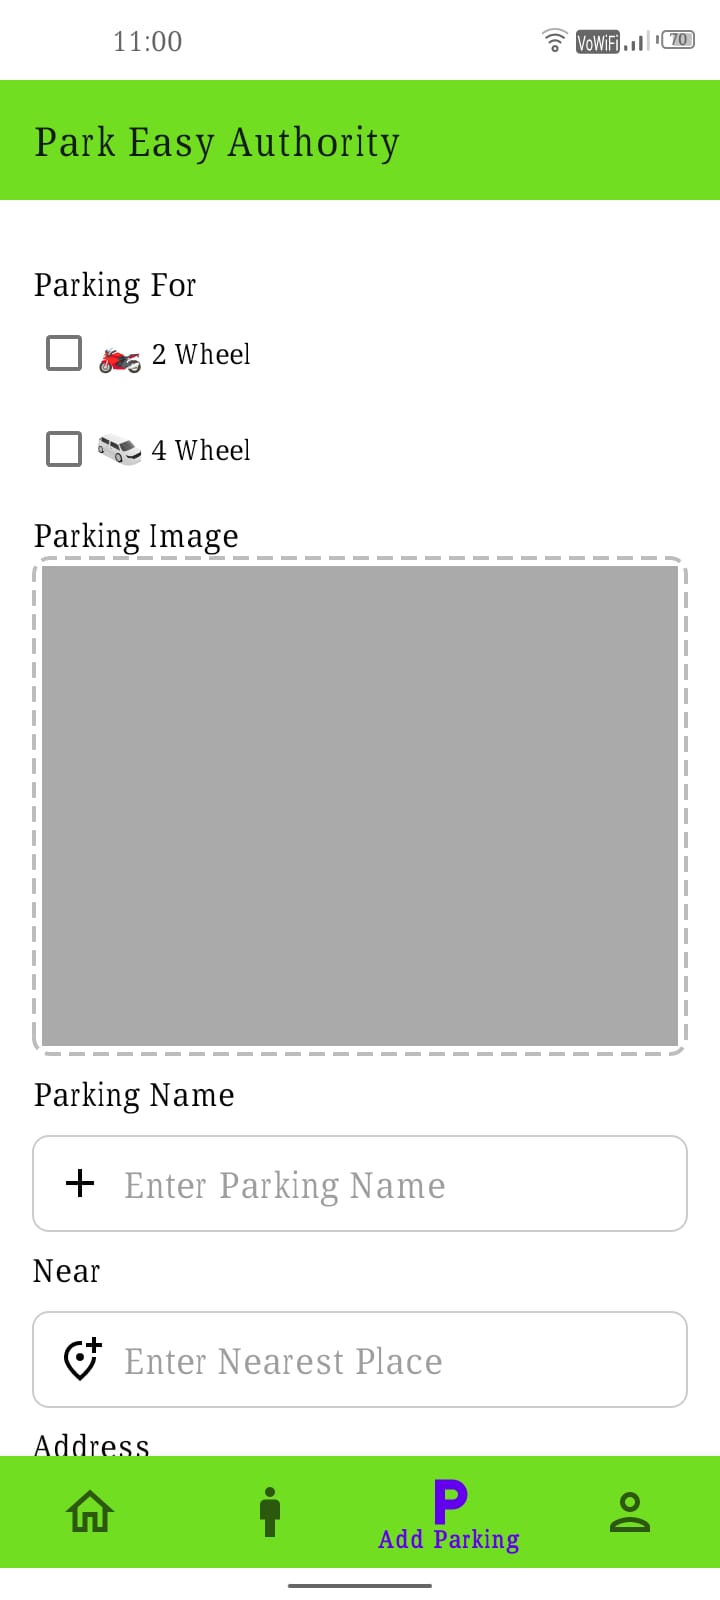 11:00
VoWiFi
70
Park Easy Authority
Parking For
2 Wheel
4 Wheel
Parking Image
Parking Name
Enter Parking Name
Near
Enter Nearest Place
Address
P
Add Parking